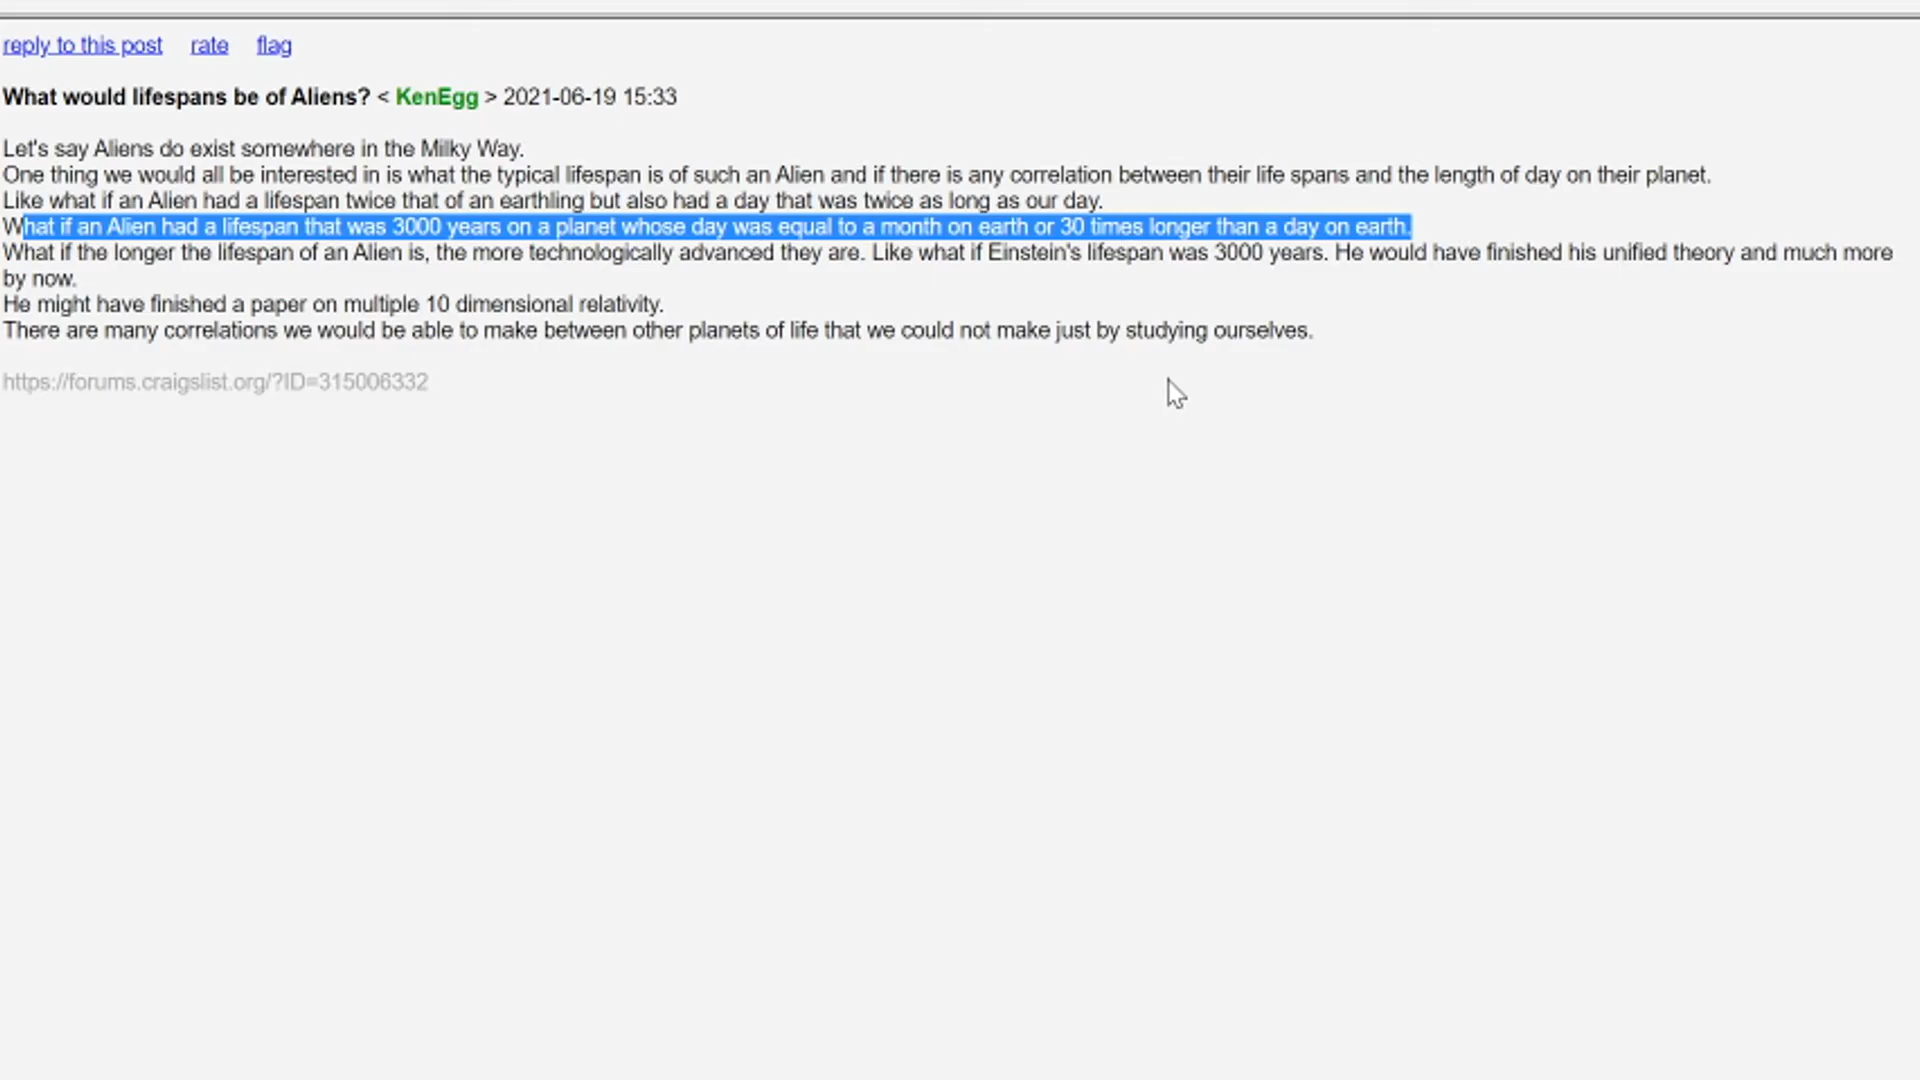 reply to this post rate flag
What would lifespans be of Aliens? < KenEgg > 2021-06-19 15:33
Let's say Aliens do exist somewhere in the Milky Way.
One thing we would all be interested in is what the typical lifespan is of such an Alien and if there is any correlation between their life spans and the length of day on their planet.
Like what if an Alien had a lifespan twice that of an earthling but also had a day that was twice as long as our day.
What if an Alien had a lifespan that was 3000 years on a planet whose day was equal to a month on earth or 30 times longer than a day on earth.
What if the longer the lifespan of an Alien is, the more technologically advanced they are. Like what if Einstein's lifespan was 3000 years. He would have finished his unified theory and much more
by now.
He might have finished a paper on multiple 10 dimensional relativity.
There are many correlations we would be able to make between other planets of life that we could not make just by studying ourselves.
https://forums.craigslist.org/?ID=315006332